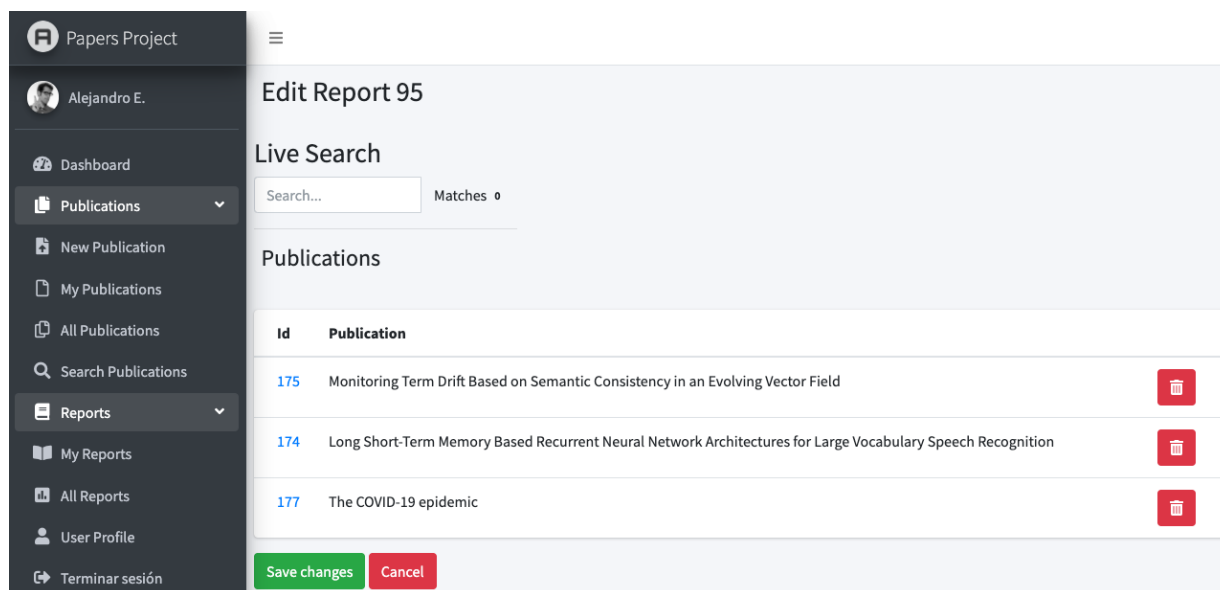 Papers Project
Alejandro E.
Dashboard
Publications
New Publication
My Publications
All Publications
Search Publications
Reports
My Reports
All Reports
User Profile
Terminar sesión
Edit Report 95
Live Search
Search... Matches 0
Publications
Id Publication
175 Monitoring Term Drift Based on Semantic Consistency in an Evolving Vector Field
174 Long Short-Term Memory Based Recurrent Neural Network Architectures for Large Vocabulary Speech Recognition
177 The COVID-19 epidemic
Save changes Cancel